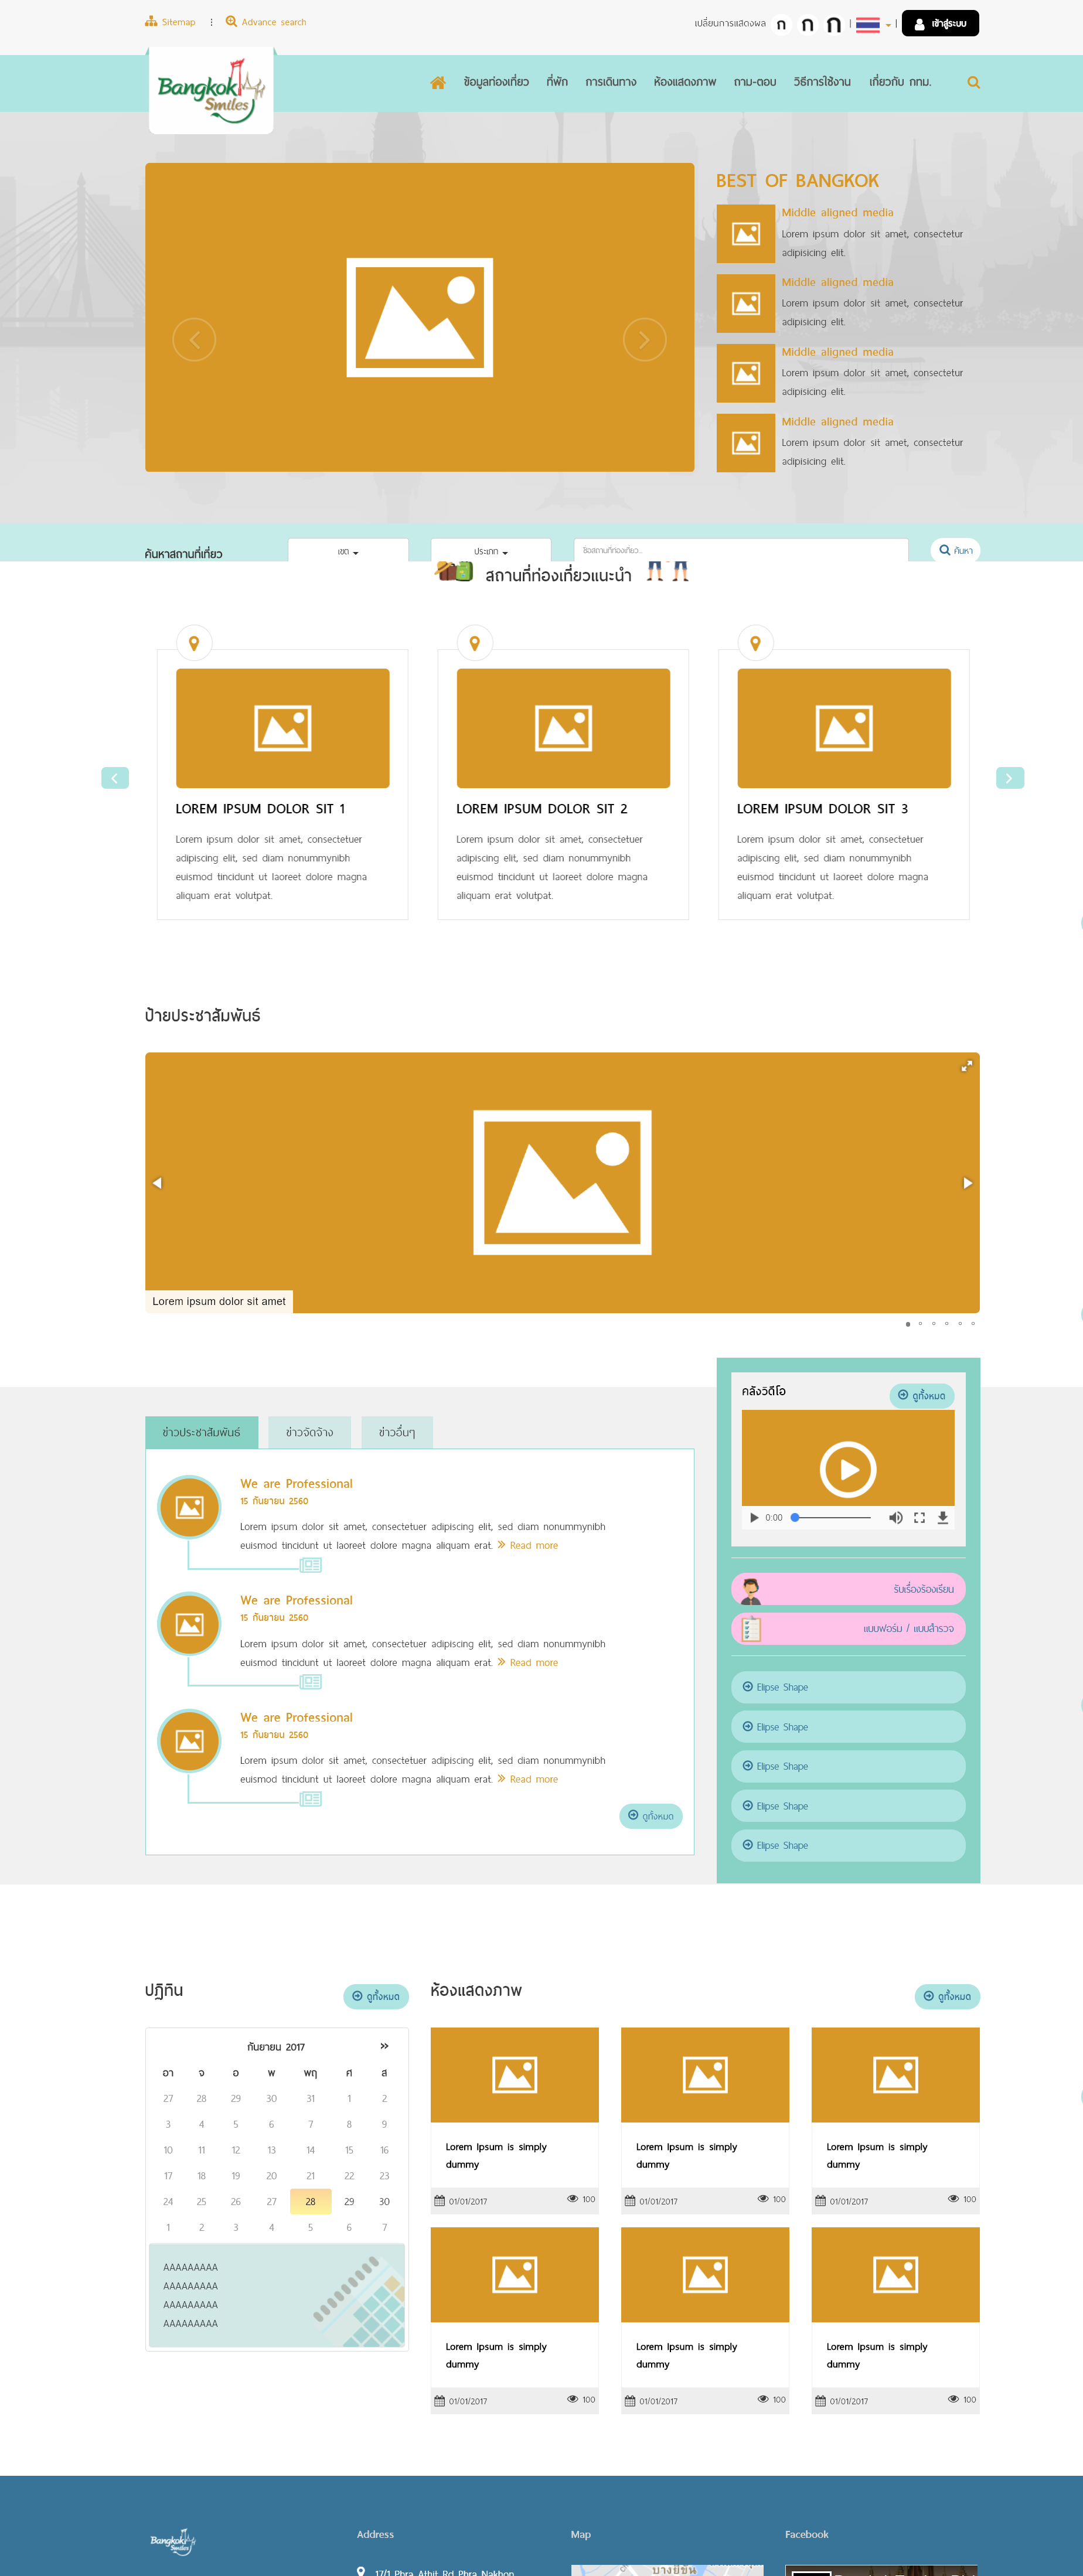 Sitemap
Advance search
เปลี่ยนการแสดงผล ก ก ก | |
เข้าสู่ระบบ
Bangkok
Smiles
ข้อมูลท่องเที่ยว ที่พัก การเดินทาง ห้องแสดงภาพ ถาม-ตอบ วิธีการใช้งาน เกี่ยวกับ กทม.
BEST OF BANGKOK
Middle aligned media
Lorem ipsum dolor sit amet, consectetur
adipisicing elit.
Middle aligned media
Lorem ipsum dolor sit amet, consectetur
adipisicing elit.
Middle aligned media
Lorem ipsum dolor sit amet, consectetur
adipisicing elit.
Middle aligned media
Lorem ipsum dolor sit amet, consectetur
adipisicing elit.
ค้นหาสถานที่เที่ยว
เขต
ประเภท
ชื่อสถานที่ท่องเที่ยว...
ค้นหา
สถานที่ท่องเที่ยวแนะนำ
LOREM IPSUM DOLOR SIT 1
Lorem ipsum dolor sit amet, consectetuer
adipiscing elit, sed diam nonummynibh
euismod tincidunt ut laoreet dolore magna
aliquam erat volutpat.
LOREM IPSUM DOLOR SIT 2
Lorem ipsum dolor sit amet, consectetuer
adipiscing elit, sed diam nonummynibh
euismod tincidunt ut laoreet dolore magna
aliquam erat volutpat.
LOREM IPSUM DOLOR SIT 3
Lorem ipsum dolor sit amet, consectetuer
adipiscing elit, sed diam nonummynibh
euismod tincidunt ut laoreet dolore magna
aliquam erat volutpat.
ป้ายประชาสัมพันธ์
Lorem ipsum dolor sit amet
ข่าวประชาสัมพันธ์ ข่าวจัดจ้าง ข่าวอื่นๆ
We are Professional
15 กันยายน 2560
Lorem ipsum dolor sit amet, consectetuer adipiscing elit, sed diam nonummynibh
euismod tincidunt ut laoreet dolore magna aliquam erat. » Read more
We are Professional
15 กันยายน 2560
Lorem ipsum dolor sit amet, consectetuer adipiscing elit, sed diam nonummynibh
euismod tincidunt ut laoreet dolore magna aliquam erat. » Read more
We are Professional
15 กันยายน 2560
Lorem ipsum dolor sit amet, consectetuer adipiscing elit, sed diam nonummynibh
euismod tincidunt ut laoreet dolore magna aliquam erat. » Read more
ดูทั้งหมด
คลังวิดีโอ
ดูทั้งหมด
0:00
รับเรื่องร้องเรียน
แบบฟอร์ม / แบบสำรวจ
Elipse Shape
Elipse Shape
Elipse Shape
Elipse Shape
Elipse Shape
ปฏิทิน
ดูทั้งหมด
กันยายน 2017 »
อา จ อ พ พฤ ศ ส
27 28 29 30 31 1 2
3 4 5 6 7 8 9
10 11 12 13 14 15 16
17 18 19 20 21 22 23
24 25 26 27 28 29 30
1 2 3 4 5 6 7
AAAAAAAAA
AAAAAAAAA
AAAAAAAAA
AAAAAAAAA
ห้องแสดงภาพ
ดูทั้งหมด
Lorem Ipsum is simply
dummy
01/01/2017 100
Lorem Ipsum is simply
dummy
01/01/2017 100
Lorem Ipsum is simply
dummy
01/01/2017 100
Lorem Ipsum is simply
dummy
01/01/2017 100
Lorem Ipsum is simply
dummy
01/01/2017 100
Lorem Ipsum is simply
dummy
01/01/2017 100
Bangkok
Smiles
Address
17/1 Phra Athit Rd Phra Nakhon
Map
บางยี่ขัน
Facebook